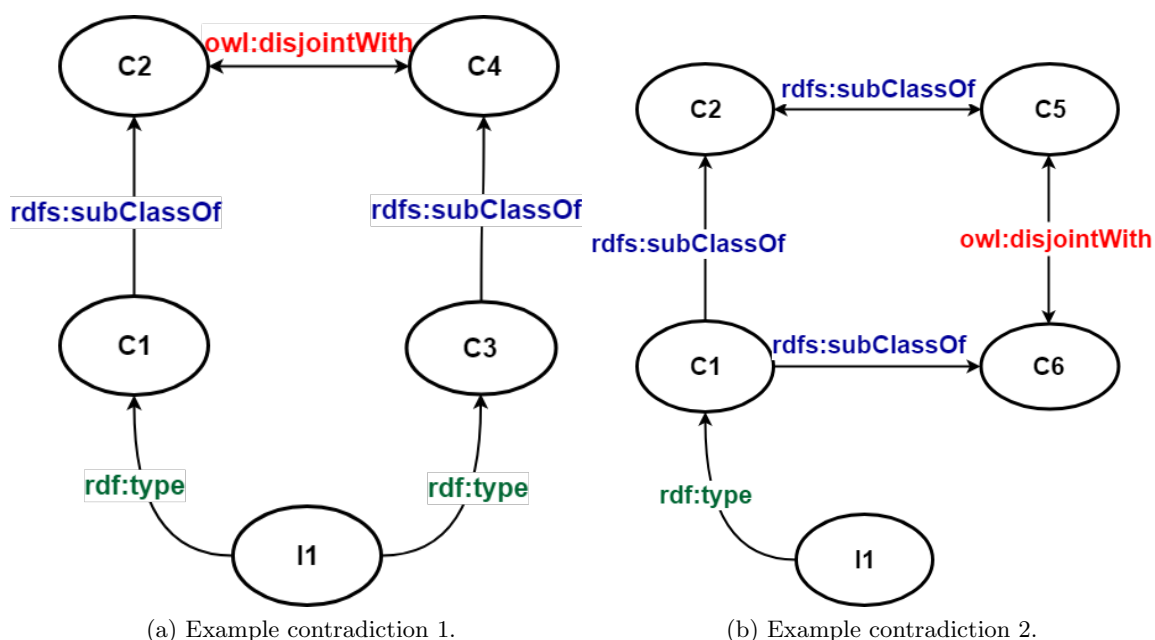 owl:disjointWith
C2
C4
rdfs:subClassOf
rdfs:subClassOf
C1
C3
rdf:type
rdf:type
I1
(a) Example contradiction 1.
rdfs:subClassOf
C2
C5
rdfs:subClassOf
owl:disjointWith
rdfs:subClassOf
C1
C6
rdf:type
I1
(b) Example contradiction 2.